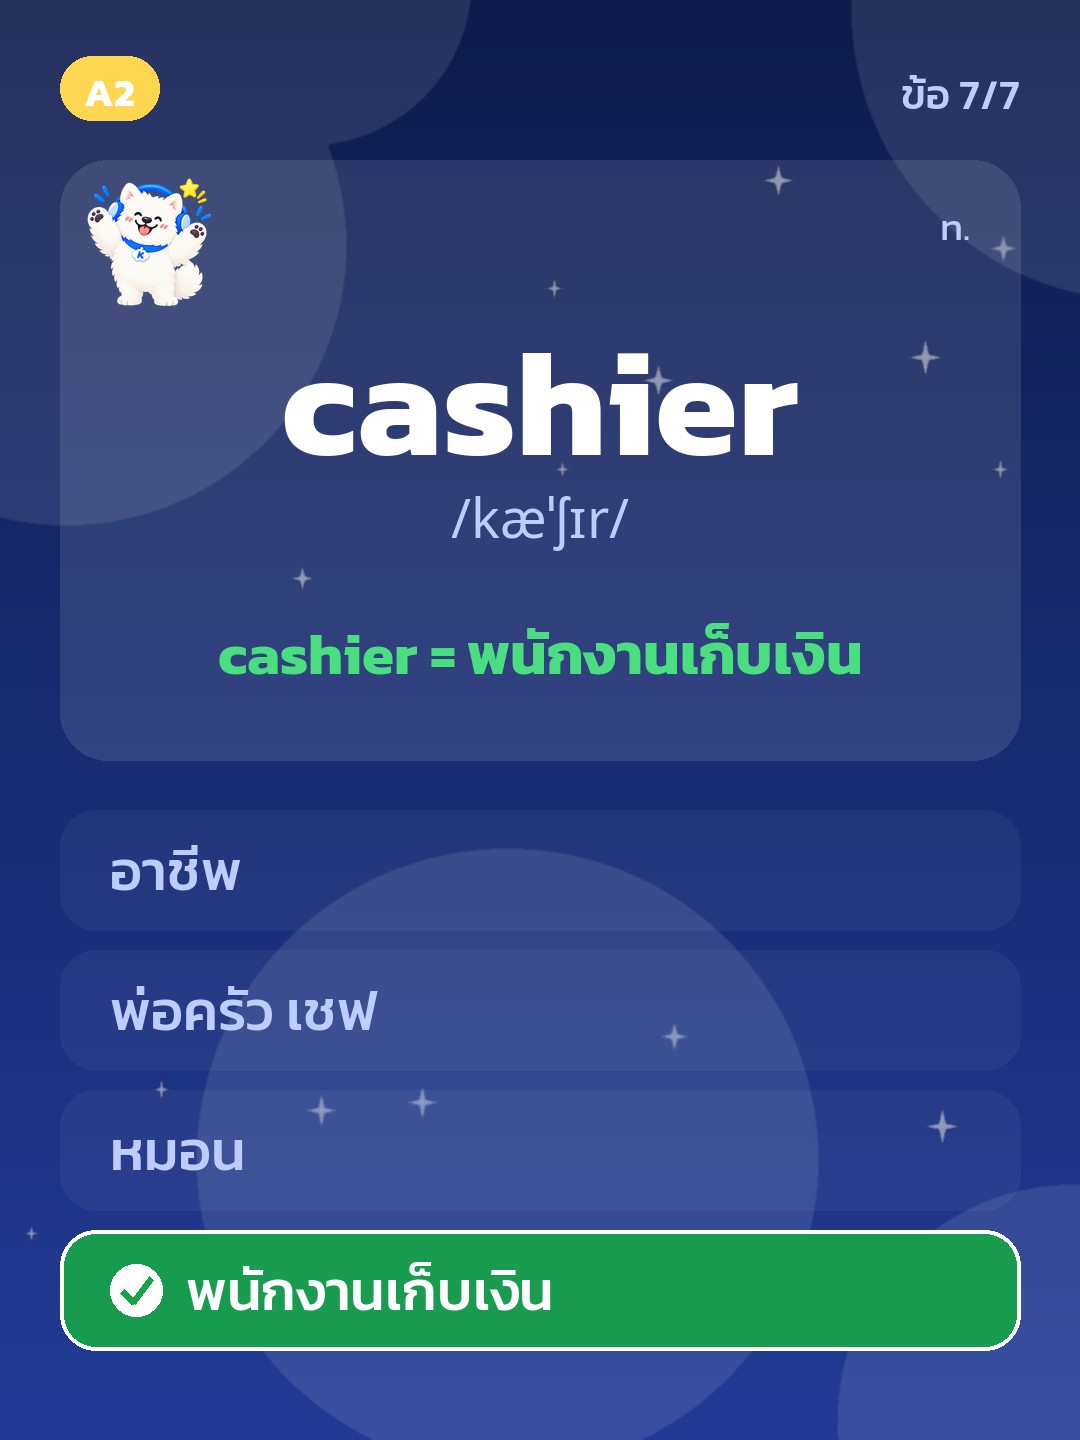 A2
ข้อ 7/7
n.
cashier
/kæˈʃɪr/
cashier = พนักงานเก็บเงิน
อาชีพ
พ่อครัว เชฟ
หมอน
พนักงานเก็บเงิน